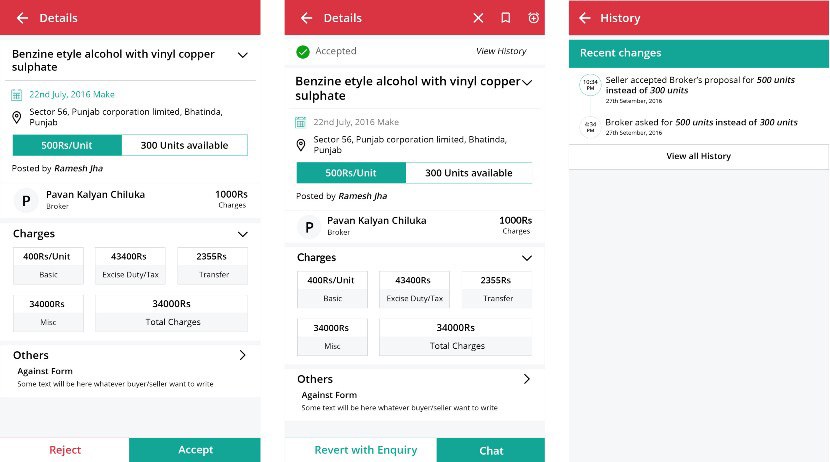 Details
Benzine etyle alcohol with vinyl copper
sulphate
22nd July, 2016 Make
Sector 56, Punjab corporation limited, Bhatinda,
Punjab
500Rs/Unit
300 Units available
Posted by Ramesh Jha
P
Pavan Kalyan Chiluka
Broker
1000Rs
Charges
Charges
400Rs/Unit
Basic
43400Rs
Excise Duty/Tax
2355Rs
Transfer
34000Rs
Misc
34000Rs
Total Charges
Others
Against Form
Some text will be here whatever buyer/seller want to write
Reject
Accept
Details
Accepted
View History
Benzine etyle alcohol with vinyl copper
sulphate
22nd July, 2016 Make
Sector 56, Punjab corporation limited, Bhatinda,
Punjab
500Rs/Unit
300 Units available
Posted by Ramesh Jha
P
Pavan Kalyan Chiluka
Broker
1000Rs
Charges
Charges
400Rs/Unit
Basic
43400Rs
Excise Duty/Tax
2355Rs
Transfer
34000Rs
Misc
34000Rs
Total Charges
Others
Against Form
Some text will be here whatever buyer/seller want to write
Revert with Enquiry
Chat
History
Recent changes
10:34
PM
Seller accepted Broker's proposal for 500 units
instead of 300 units
27th Setember, 2016
4:34
PM
Broker asked for 500 units instead of 300 units
27th Setember, 2016
View all History